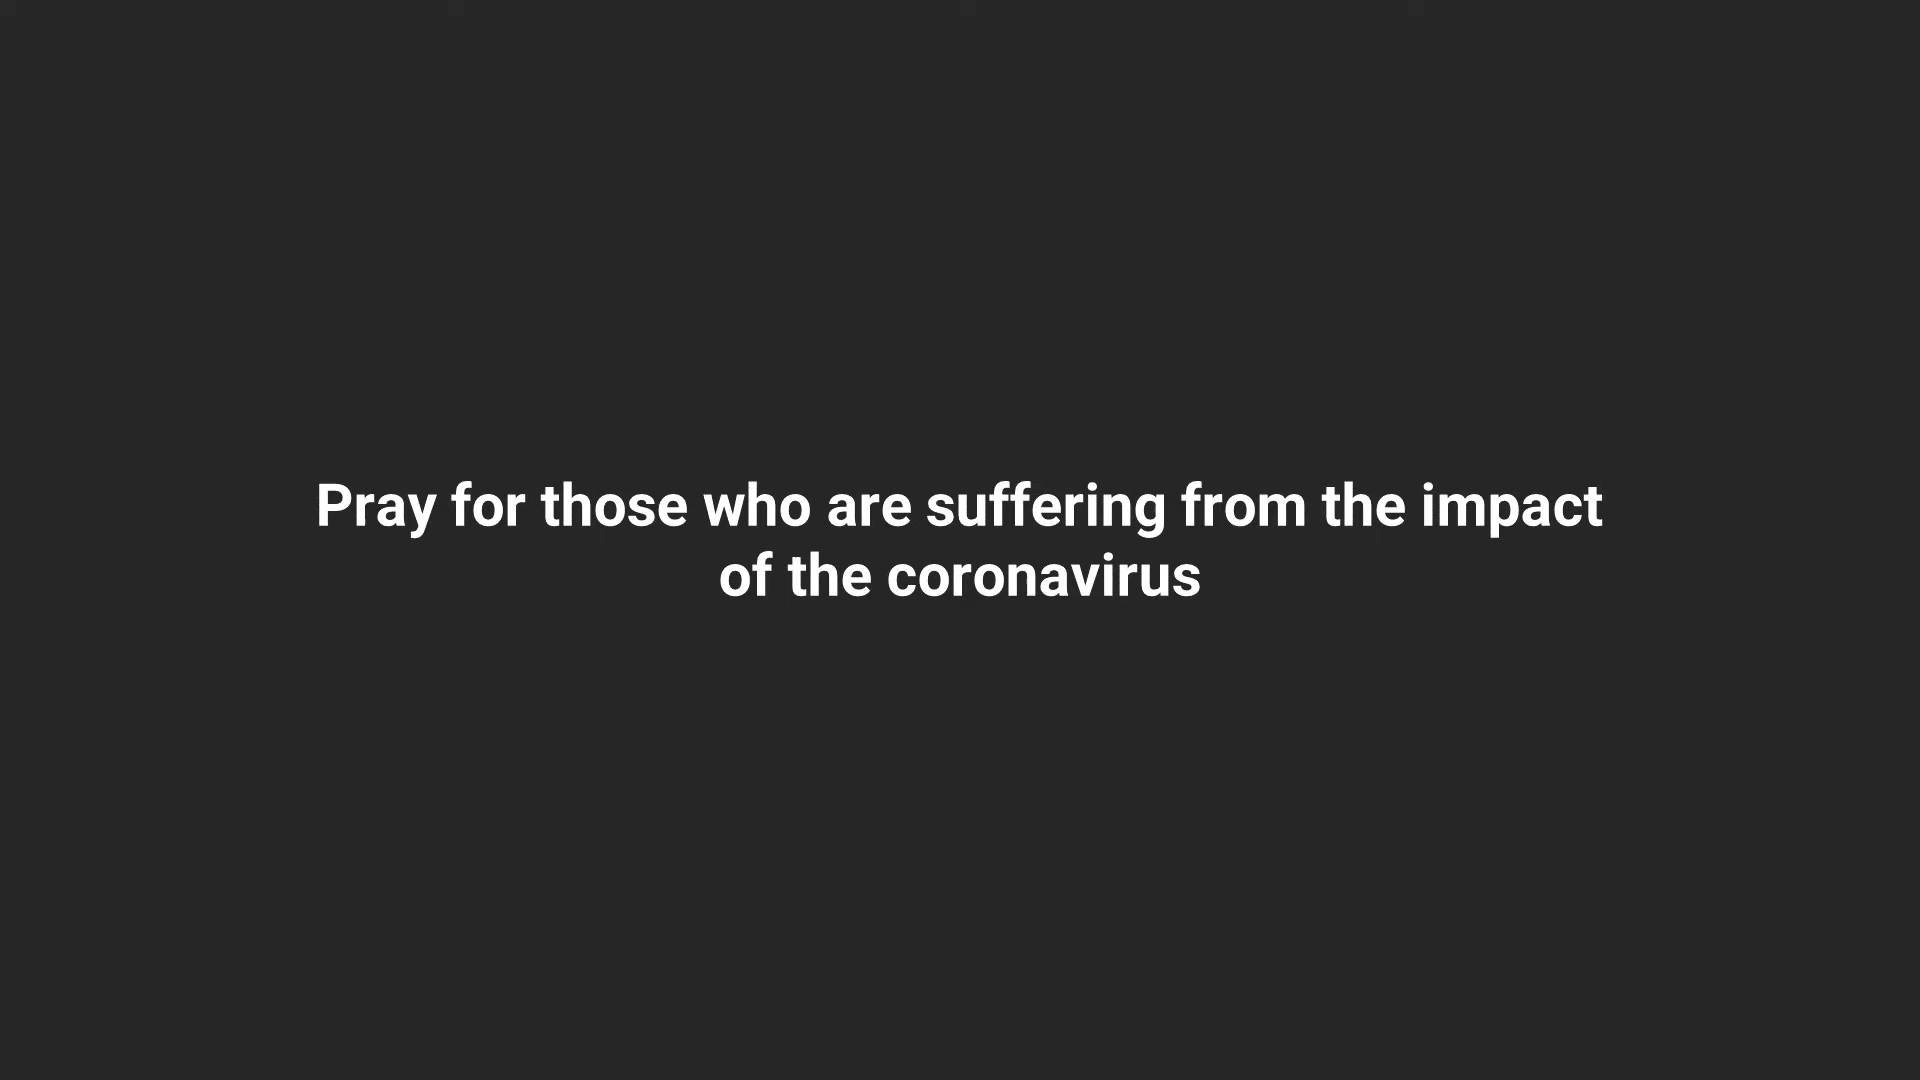 Pray for those who are suffering from the impact
of the coronavirus